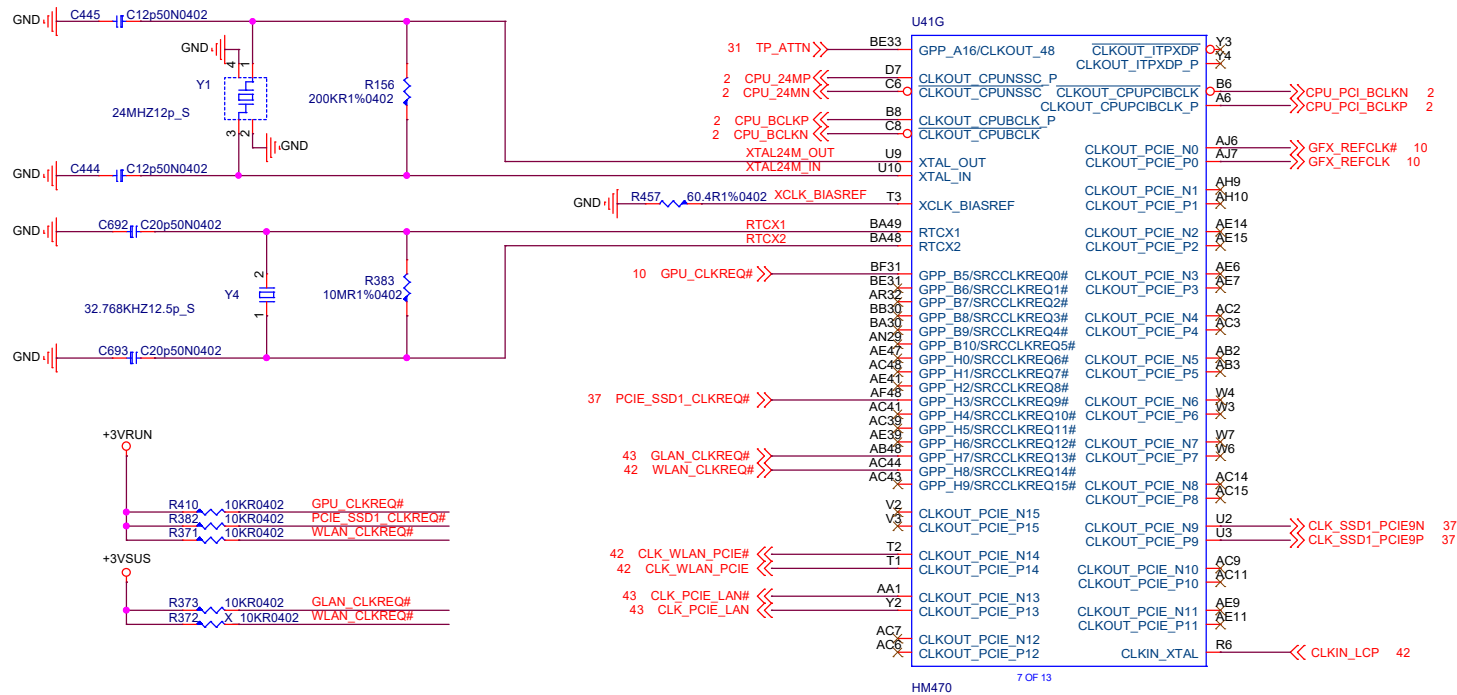 GND
C445
C12p50N0402
GND
4
1
Y1
24MHZ12p_S
3
2
GND
R156
200KR1%0402
GND
C444
C12p50N0402
XTAL24M_OUT
XTAL24M_IN
GND
R457
60.4R1%0402
XCLK_BIASREF
GND
C692
C20p50N0402
RTCX1
RTCX2
2
Y4
1
32.768KHZ12.5p_S
R383
10MR1%0402
GND
C693
C20p50N0402
+3VRUN
R410 10KR0402 GPU_CLKREQ#
R382 10KR0402 PCIE_SSD1_CLKREQ#
R371 10KR0402 WLAN_CLKREQ#
+3VSUS
R373 10KR0402 GLAN_CLKREQ#
R372 X_10KR0402 WLAN_CLKREQ#
U41G
31 TP_ATTN BE33 GPP_A16/CLKOUT_48
2 CPU_24MP D7 CLKOUT_CPUNSSC_P
2 CPU_24MN C6 CLKOUT_CPUNSSC
2 CPU_BCLKP B8 CLKOUT_CPUBCLK_P
2 CPU_BCLKN C8 CLKOUT_CPUBCLK
U9 XTAL_OUT
U10 XTAL_IN
T3 XCLK_BIASREF
BA49 RTCX1
BA48 RTCX2
10 GPU_CLKREQ# BF31 GPP_B5/SRCCLKREQ0#
BE31 GPP_B6/SRCCLKREQ1#
AR32 GPP_B7/SRCCLKREQ2#
BB30 GPP_B8/SRCCLKREQ3#
BA30 GPP_B9/SRCCLKREQ4#
AN29 GPP_B10/SRCCLKREQ5#
AE47 GPP_H0/SRCCLKREQ6#
AC48 GPP_H1/SRCCLKREQ7#
AE41 GPP_H2/SRCCLKREQ8#
37 PCIE_SSD1_CLKREQ# AF48 GPP_H3/SRCCLKREQ9#
AC41 GPP_H4/SRCCLKREQ10#
AC39 GPP_H5/SRCCLKREQ11#
AE39 GPP_H6/SRCCLKREQ12#
43 GLAN_CLKREQ# AB48 GPP_H7/SRCCLKREQ13#
42 WLAN_CLKREQ# AC44 GPP_H8/SRCCLKREQ14#
AC43 GPP_H9/SRCCLKREQ15#
V2 CLKOUT_PCIE_N15
V3 CLKOUT_PCIE_P15
42 CLK_WLAN_PCIE# T2 CLKOUT_PCIE_N14
42 CLK_WLAN_PCIE T1 CLKOUT_PCIE_P14
43 CLK_PCIE_LAN# AA1 CLKOUT_PCIE_N13
43 CLK_PCIE_LAN Y2 CLKOUT_PCIE_P13
AC7 CLKOUT_PCIE_N12
AC6 CLKOUT_PCIE_P12
CLKOUT_ITPXDP Y3
CLKOUT_ITPXDP_P Y4
CLKOUT_CPUPCIBCLK B6 CPU_PCI_BCLKN 2
CLKOUT_CPUPCIBCLK_P A6 CPU_PCI_BCLKP 2
CLKOUT_PCIE_N0 AJ6 GFX_REFCLK# 10
CLKOUT_PCIE_P0 AJ7 GFX_REFCLK 10
CLKOUT_PCIE_N1 AH9
CLKOUT_PCIE_P1 AH10
CLKOUT_PCIE_N2 AE14
CLKOUT_PCIE_P2 AE15
CLKOUT_PCIE_N3 AE6
CLKOUT_PCIE_P3 AE7
CLKOUT_PCIE_N4 AC2
CLKOUT_PCIE_P4 AC3
CLKOUT_PCIE_N5 AB2
CLKOUT_PCIE_P5 AB3
CLKOUT_PCIE_N6 W4
CLKOUT_PCIE_P6 W3
CLKOUT_PCIE_N7 W7
CLKOUT_PCIE_P7 W6
CLKOUT_PCIE_N8 AC14
CLKOUT_PCIE_P8 AC15
CLKOUT_PCIE_N9 U2 CLK_SSD1_PCIE9N 37
CLKOUT_PCIE_P9 U3 CLK_SSD1_PCIE9P 37
CLKOUT_PCIE_N10 AC9
CLKOUT_PCIE_P10 AC11
CLKOUT_PCIE_N11 AE9
CLKOUT_PCIE_P11 AE11
CLKIN_XTAL R6 CLKIN_LCP 42
7 OF 13
HM470